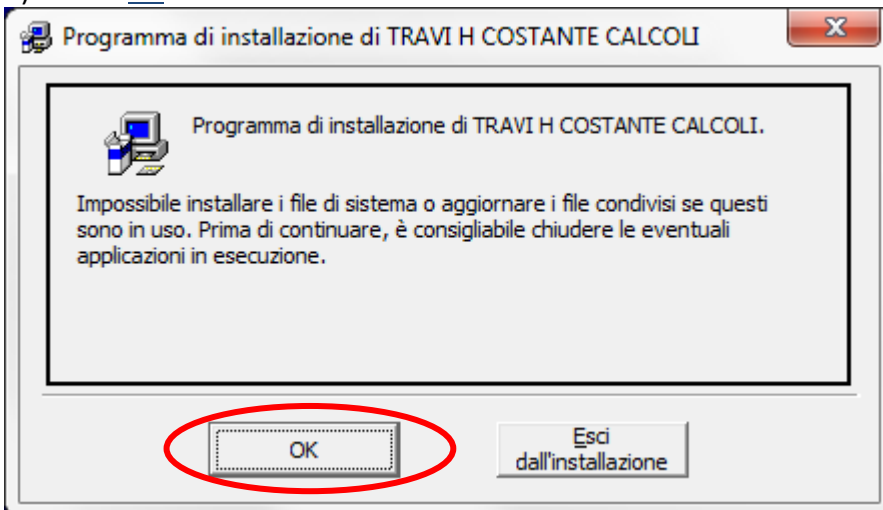 Programma di installazione di TRAVI H COSTANTE CALCOLI
Programma di installazione di TRAVI H COSTANTE CALCOLI.
Impossibile installare i file di sistema o aggiornare i file condivisi se questi
sono in uso. Prima di continuare, è consigliabile chiudere le eventuali
applicazioni in esecuzione.
OK
Esci
dall'installazione